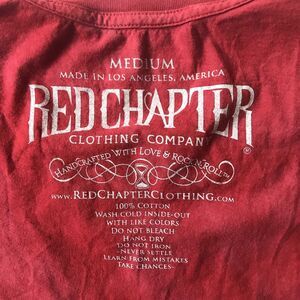 MEDIUM
MADE IN LOS ANGELES, AMERICA
RED CHAPTER
CLOTHING COMPANY
®
HANDCRAFTED WITH LOVE & ROCK N ROLL™
WWW.REDCHAPTERCLOTHING.COM
100% COTTON
WASH COLD INSIDE-OUT
WITH LIKE COLORS
DO NOT BLEACH
HANG DRY
DO NOT IRON
-NEVER SETTLE
LEARN FROM MISTAKES
TAKE CHANCES-